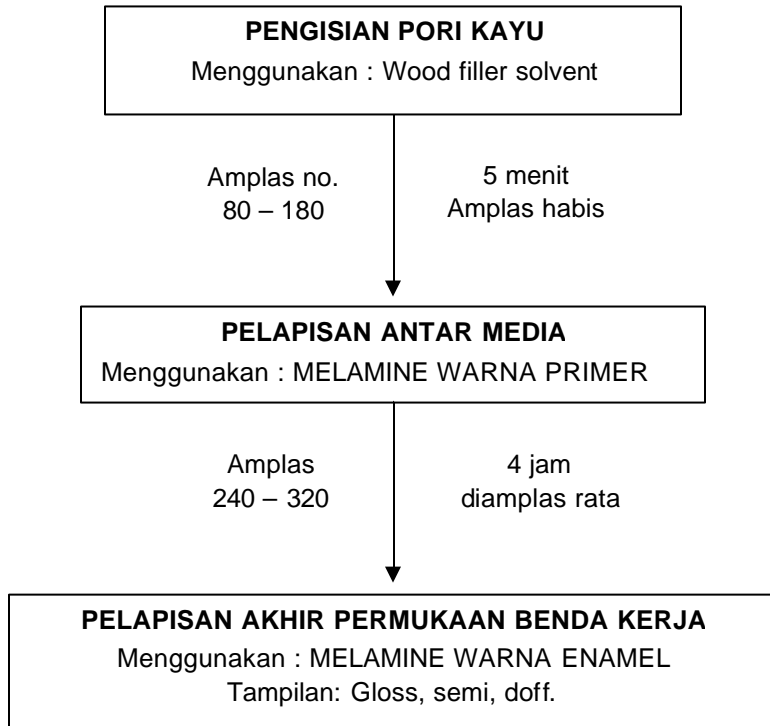 PENGISIAN PORI KAYU
Menggunakan : Wood filler solvent
Amplas no.
80 – 180
5 menit
Amplas habis
PELAPISAN ANTAR MEDIA
Menggunakan : MELAMINE WARNA PRIMER
Amplas
240 – 320
4 jam
diamplas rata
PELAPISAN AKHIR PERMUKAAN BENDA KERJA
Menggunakan : MELAMINE WARNA ENAMEL
Tampilan: Gloss, semi, doff.